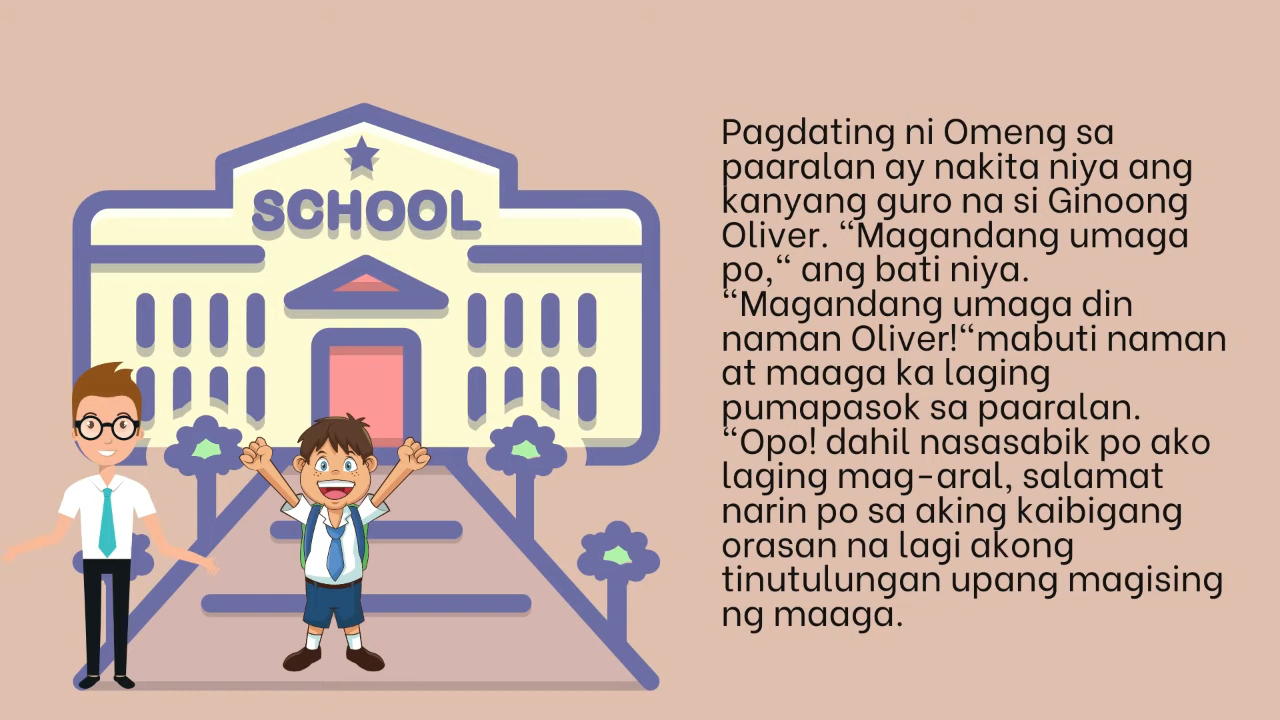 SCHOOL
Pagdating ni Omeng sa
paaralan ay nakita niya ang
kanyang guro na si Ginoong
Oliver. “Magandang umaga
po,“ ang bati niya.
“Magandang umaga din
naman Oliver!“mabuti naman
at maaga ka laging
pumapasok sa paaralan.
“Opo! dahil nasasabik po ako
laging mag-aral, salamat
narin po sa aking kaibigang
orasan na lagi akong
tinutulungan upang magising
ng maaga.